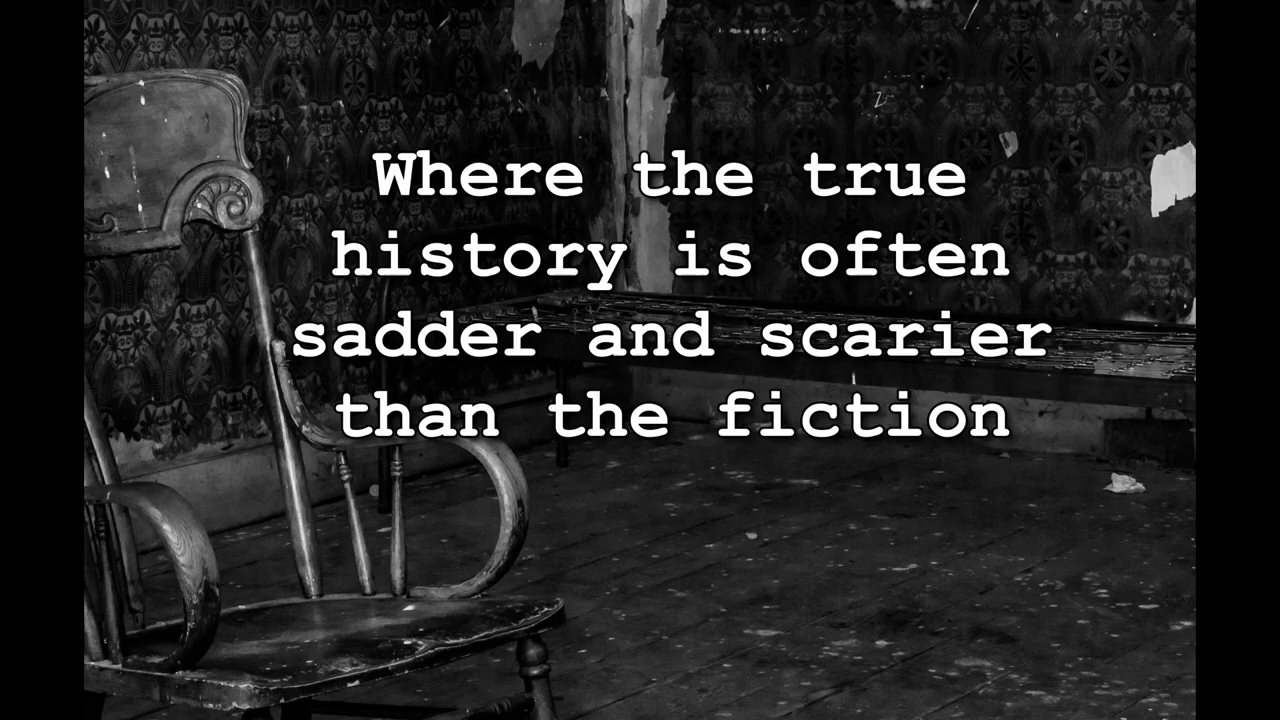 Where the true
history is often
sadder and scarier
than the fiction